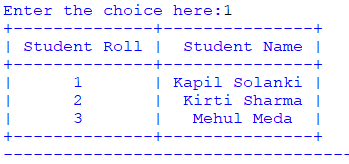 Enter the choice here:1
+--------------+---------------+
| Student Roll |  Student Name |
+--------------+---------------+
|      1       | Kapil Solanki |
|      2       |  Kirti Sharma |
|      3       |   Mehul Meda  |
+--------------+---------------+
-----------------------------------